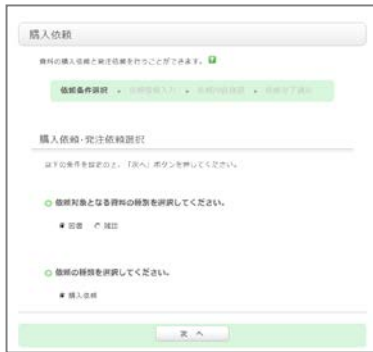 購入依頼
資料の購入依頼と発注依頼を行うことができます。
依頼条件選択
購入依頼・発注依頼選択
以下の条件を設定の上、「次へ」ボタンを押してください。
依頼対象となる資料の種別を選択してください。
図書 雑誌
依頼の種類を選択してください。
購入依頼
次 へ